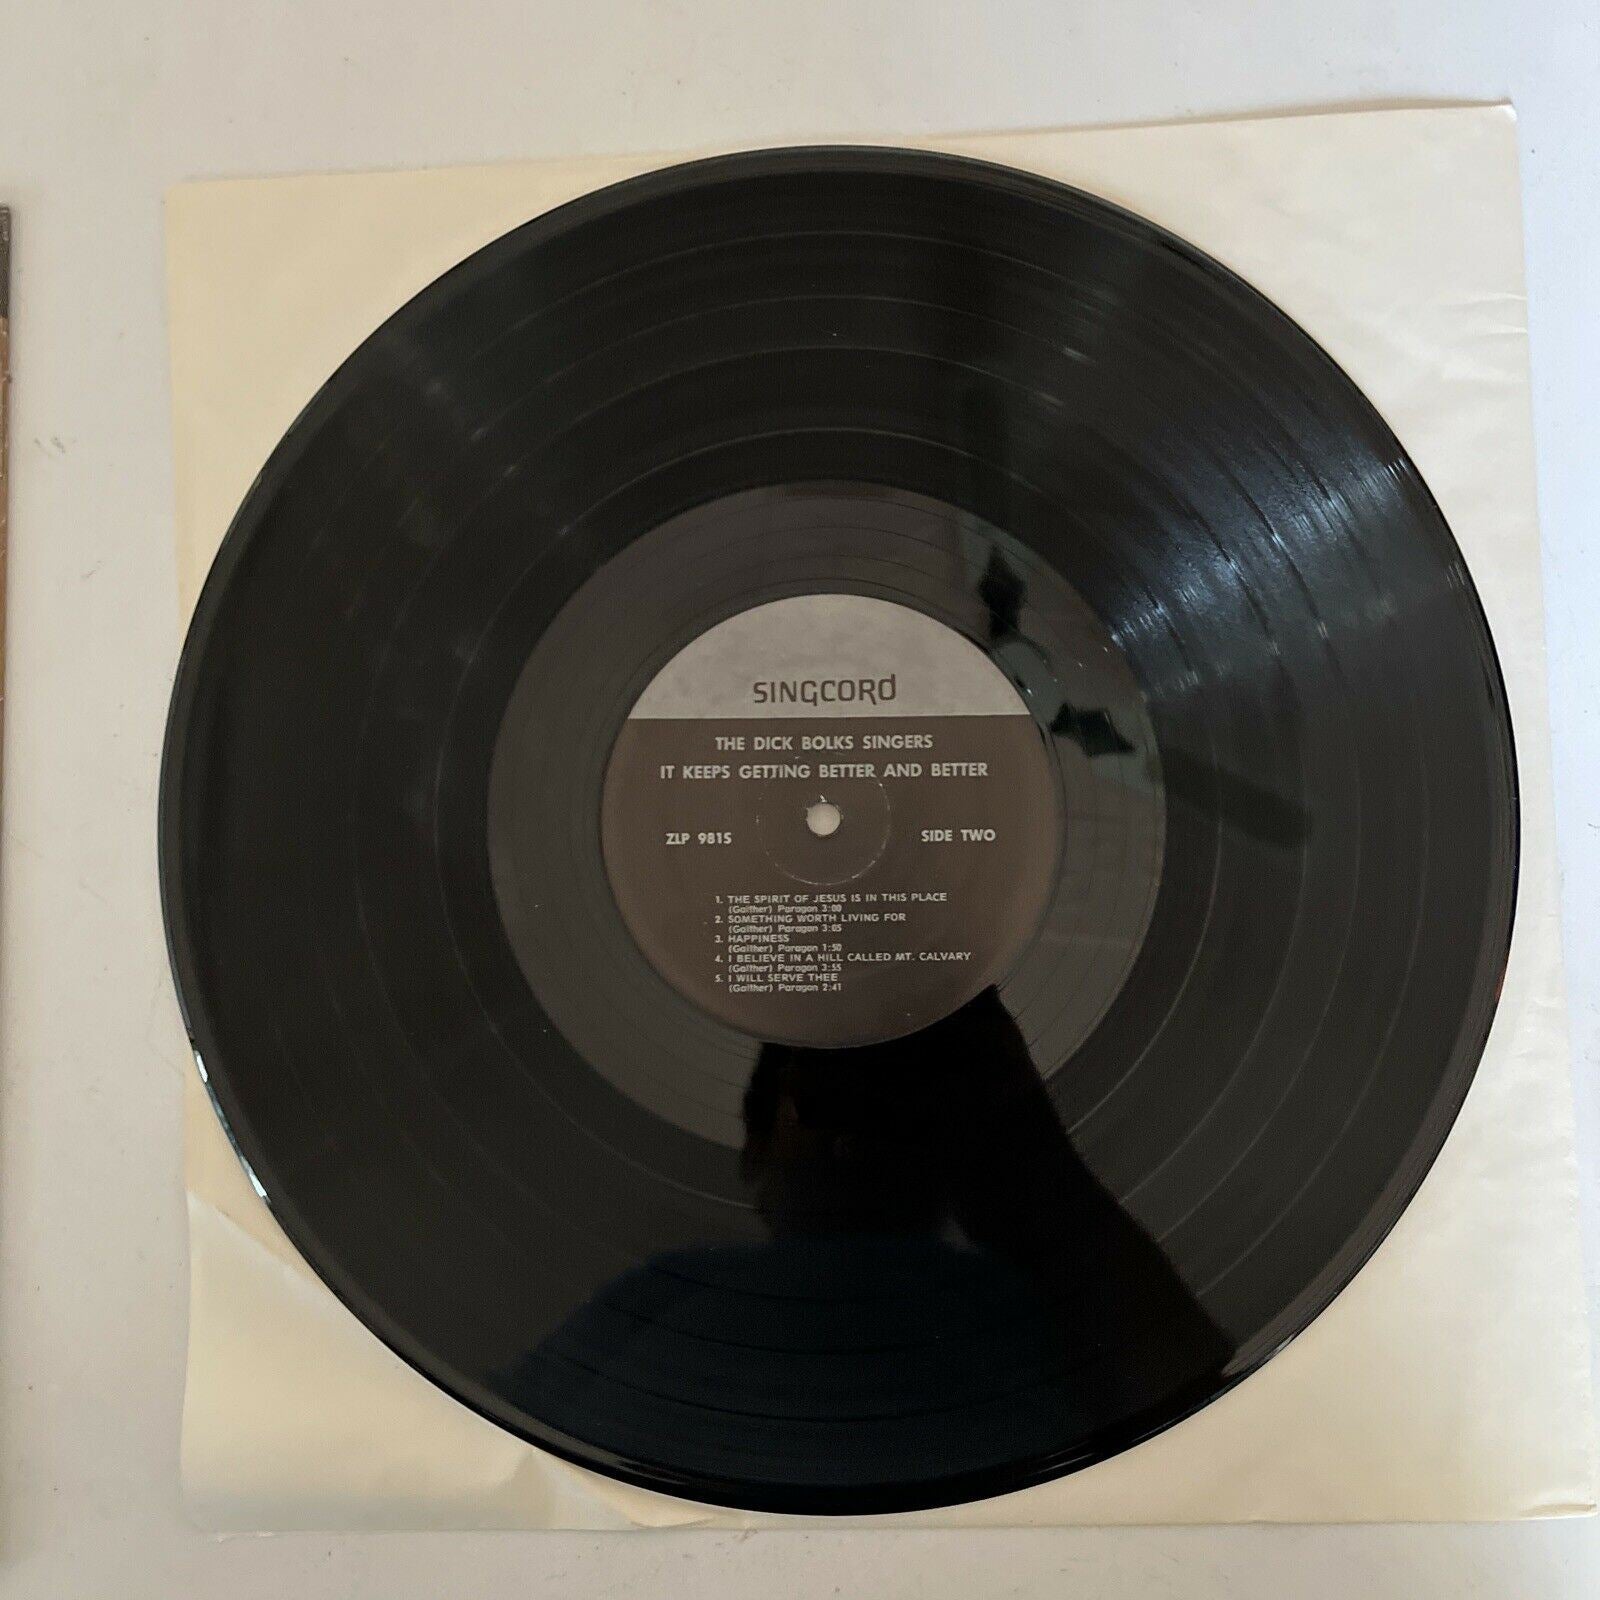 SINGCORD
THE DICK BOLKS SINGERS
IT KEEPS GETTING BETTER AND BETTER
ZLP 981S
SIDE TWO
1. THE SPIRIT OF JESUS IS IN THIS PLACE
(Gaither) Paragon 3:00
2. SOMETHING WORTH LIVING FOR
(Gaither) Paragon 3:05
3. HAPPINESS
(Gaither) Paragon 1:50
4. I BELIEVE IN A HILL CALLED MT. CALVARY
(Gaither) Paragon 3:55
5. I WILL SERVE THEE
(Gaither) Paragon 2:41